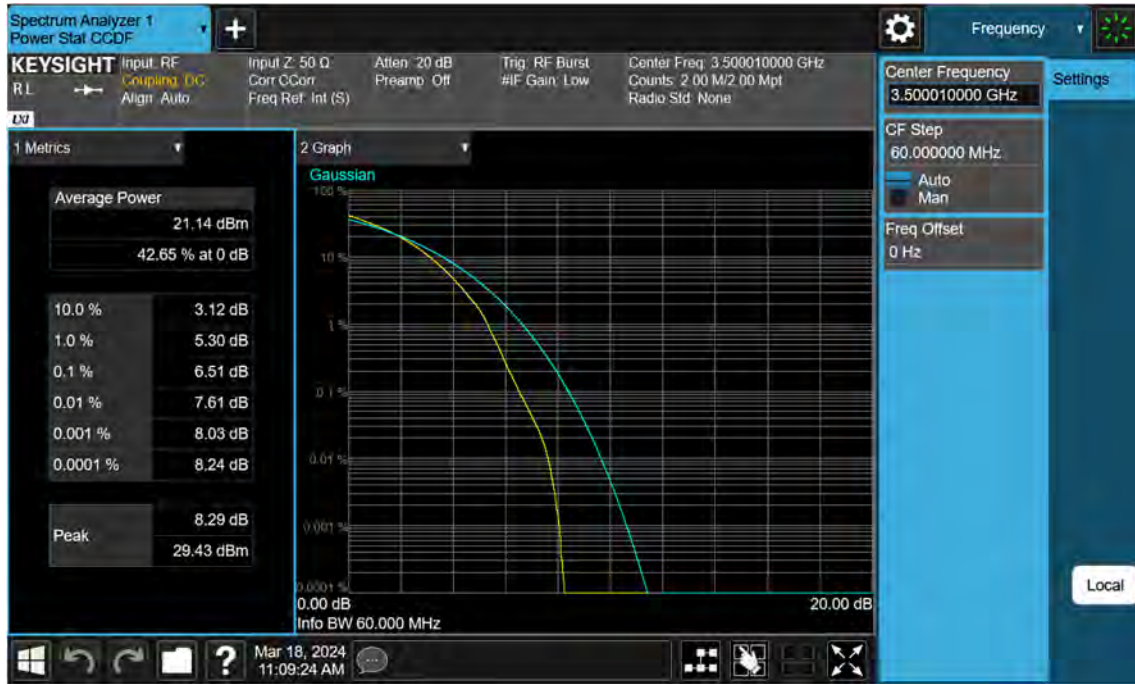 Spectrum Analyzer 1
Power Stat CCDF
+
Frequency
KEYSIGHT
RL
LXI
Input: RF
Coupling: DC
Align: Auto
Input Z: 50 Ω
Corr CCorr
Freq Ref: Int (S)
Atten: 20 dB
Preamp: Off
Trig: RF Burst
#IF Gain: Low
Center Freq: 3.500010000 GHz
Counts: 2.00 M/2.00 Mpt
Radio Std: None
Center Frequency
3.500010000 GHz
Settings
CF Step
60.000000 MHz
Auto
Man
Freq Offset
0 Hz
1 Metrics
Average Power
21.14 dBm
42.65 % at 0 dB
10.0 % 3.12 dB
1.0 % 5.30 dB
0.1 % 6.51 dB
0.01 % 7.61 dB
0.001 % 8.03 dB
0.0001 % 8.24 dB
Peak
8.29 dB
29.43 dBm
2 Graph
Gaussian
100 %
10 %
1 %
0.1 %
0.01 %
0.001 %
0.0001 %
0.00 dB 20.00 dB
Info BW 60.000 MHz
Local
?
Mar 18, 2024
11:09:24 AM